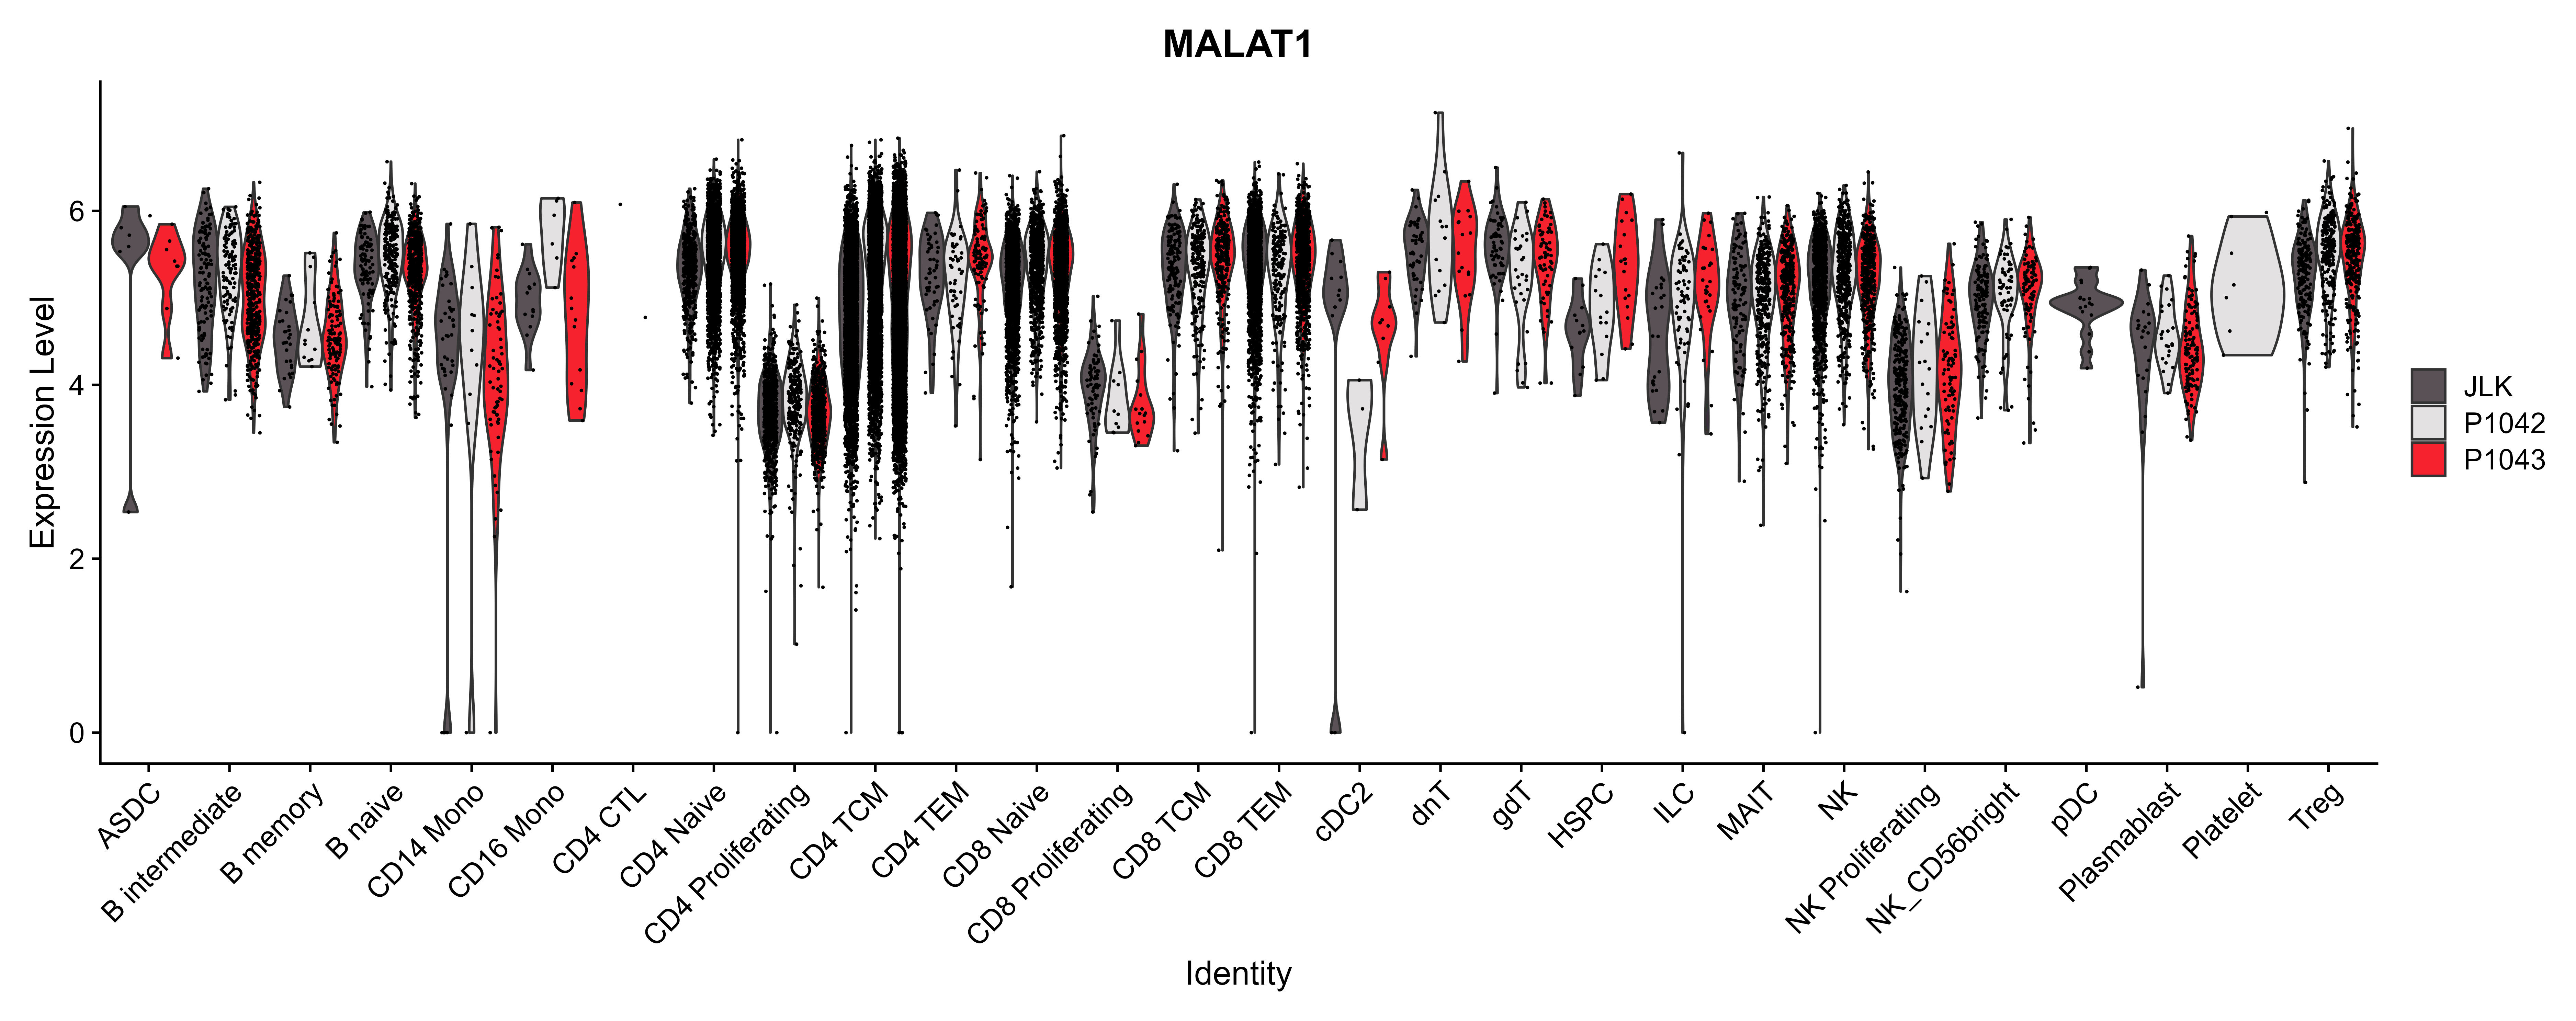 MALAT1
Expression Level
6
4
2
0
ASDC
B intermediate
B memory
B naive
CD14 Mono
CD16 Mono
CD4 CTL
CD4 Naive
CD4 Proliferating
CD4 TCM
CD4 TEM
CD8 Naive
CD8 Proliferating
CD8 TCM
CD8 TEM
cDC2
dnT
gdT
HSPC
ILC
MAIT
NK
NK Proliferating
NK_CD56bright
pDC
Plasmablast
Platelet
Treg
Identity
JLK
P1042
P1043